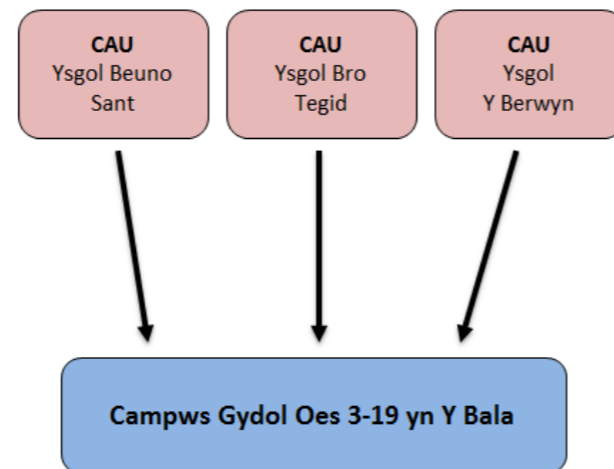 CAU
Ysgol Beuno
Sant
CAU
Ysgol Bro
Tegid
CAU
Ysgol
Y Berwyn
Campws Gydol Oes 3-19 yn Y Bala